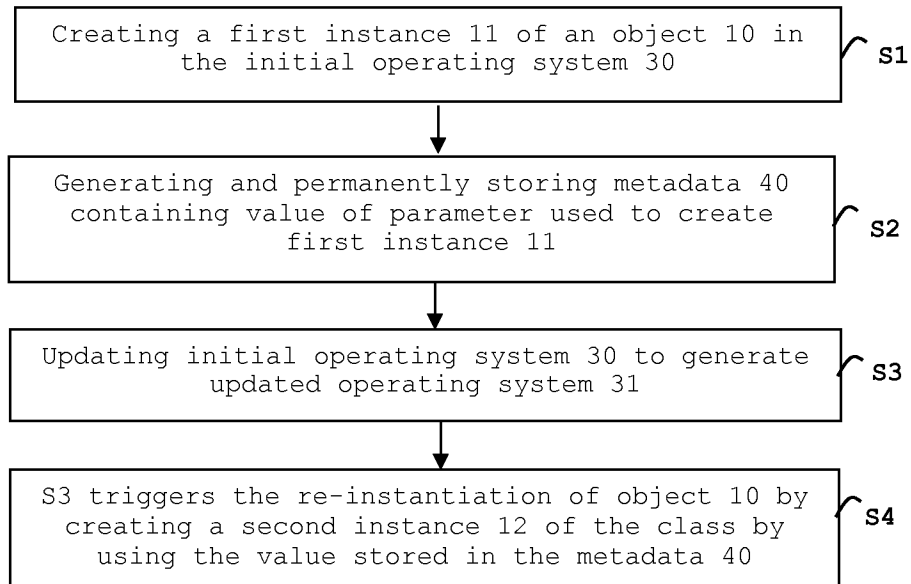 Creating a first instance 11 of an object 10 in
the initial operating system 30
S1
Generating and permanently storing metadata 40
containing value of parameter used to create
first instance 11
S2
Updating initial operating system 30 to generate
updated operating system 31
S3
S3 triggers the re-instantiation of object 10 by
creating a second instance 12 of the class by
using the value stored in the metadata 40
S4